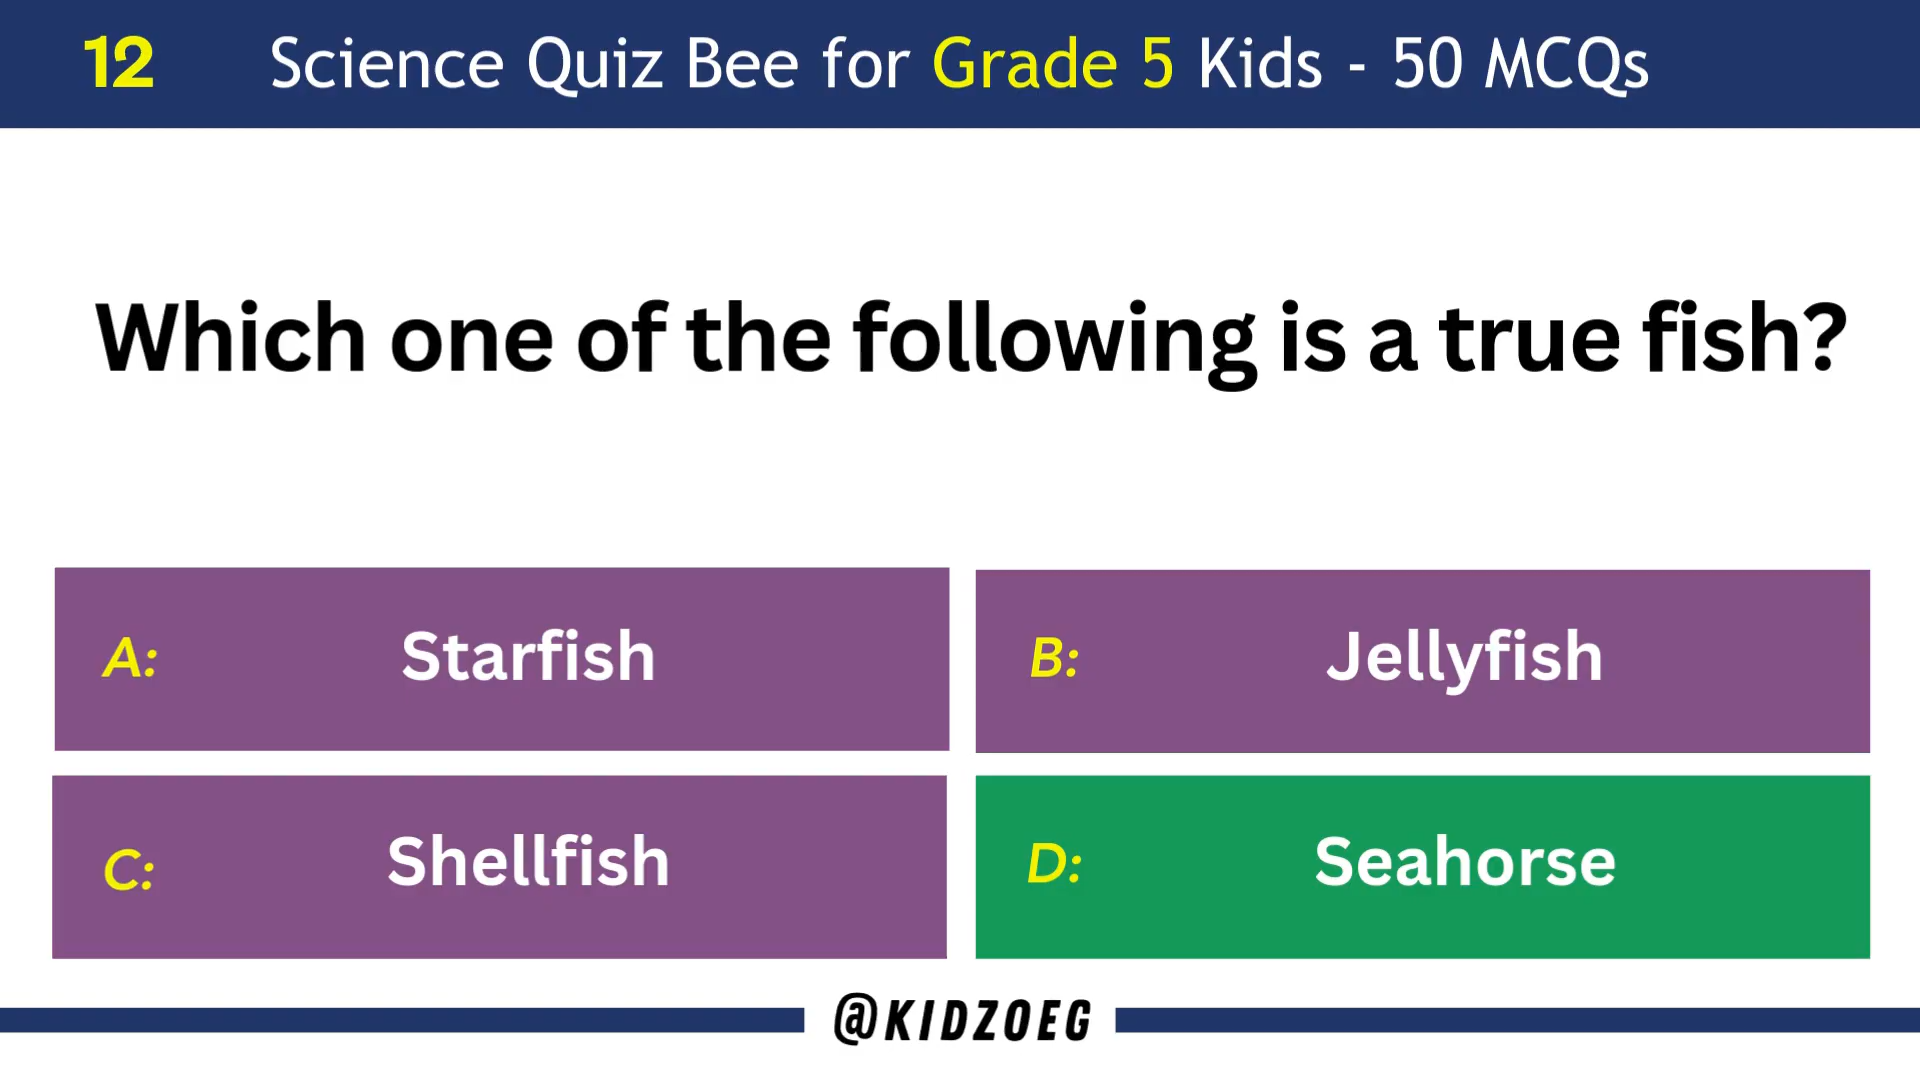 12
Science Quiz Bee for Grade 5 Kids - 50 MCQs
Which one of the following is a true fish?
A: Starfish
B: Jellyfish
C: Shellfish
D: Seahorse
@KIDZOEG